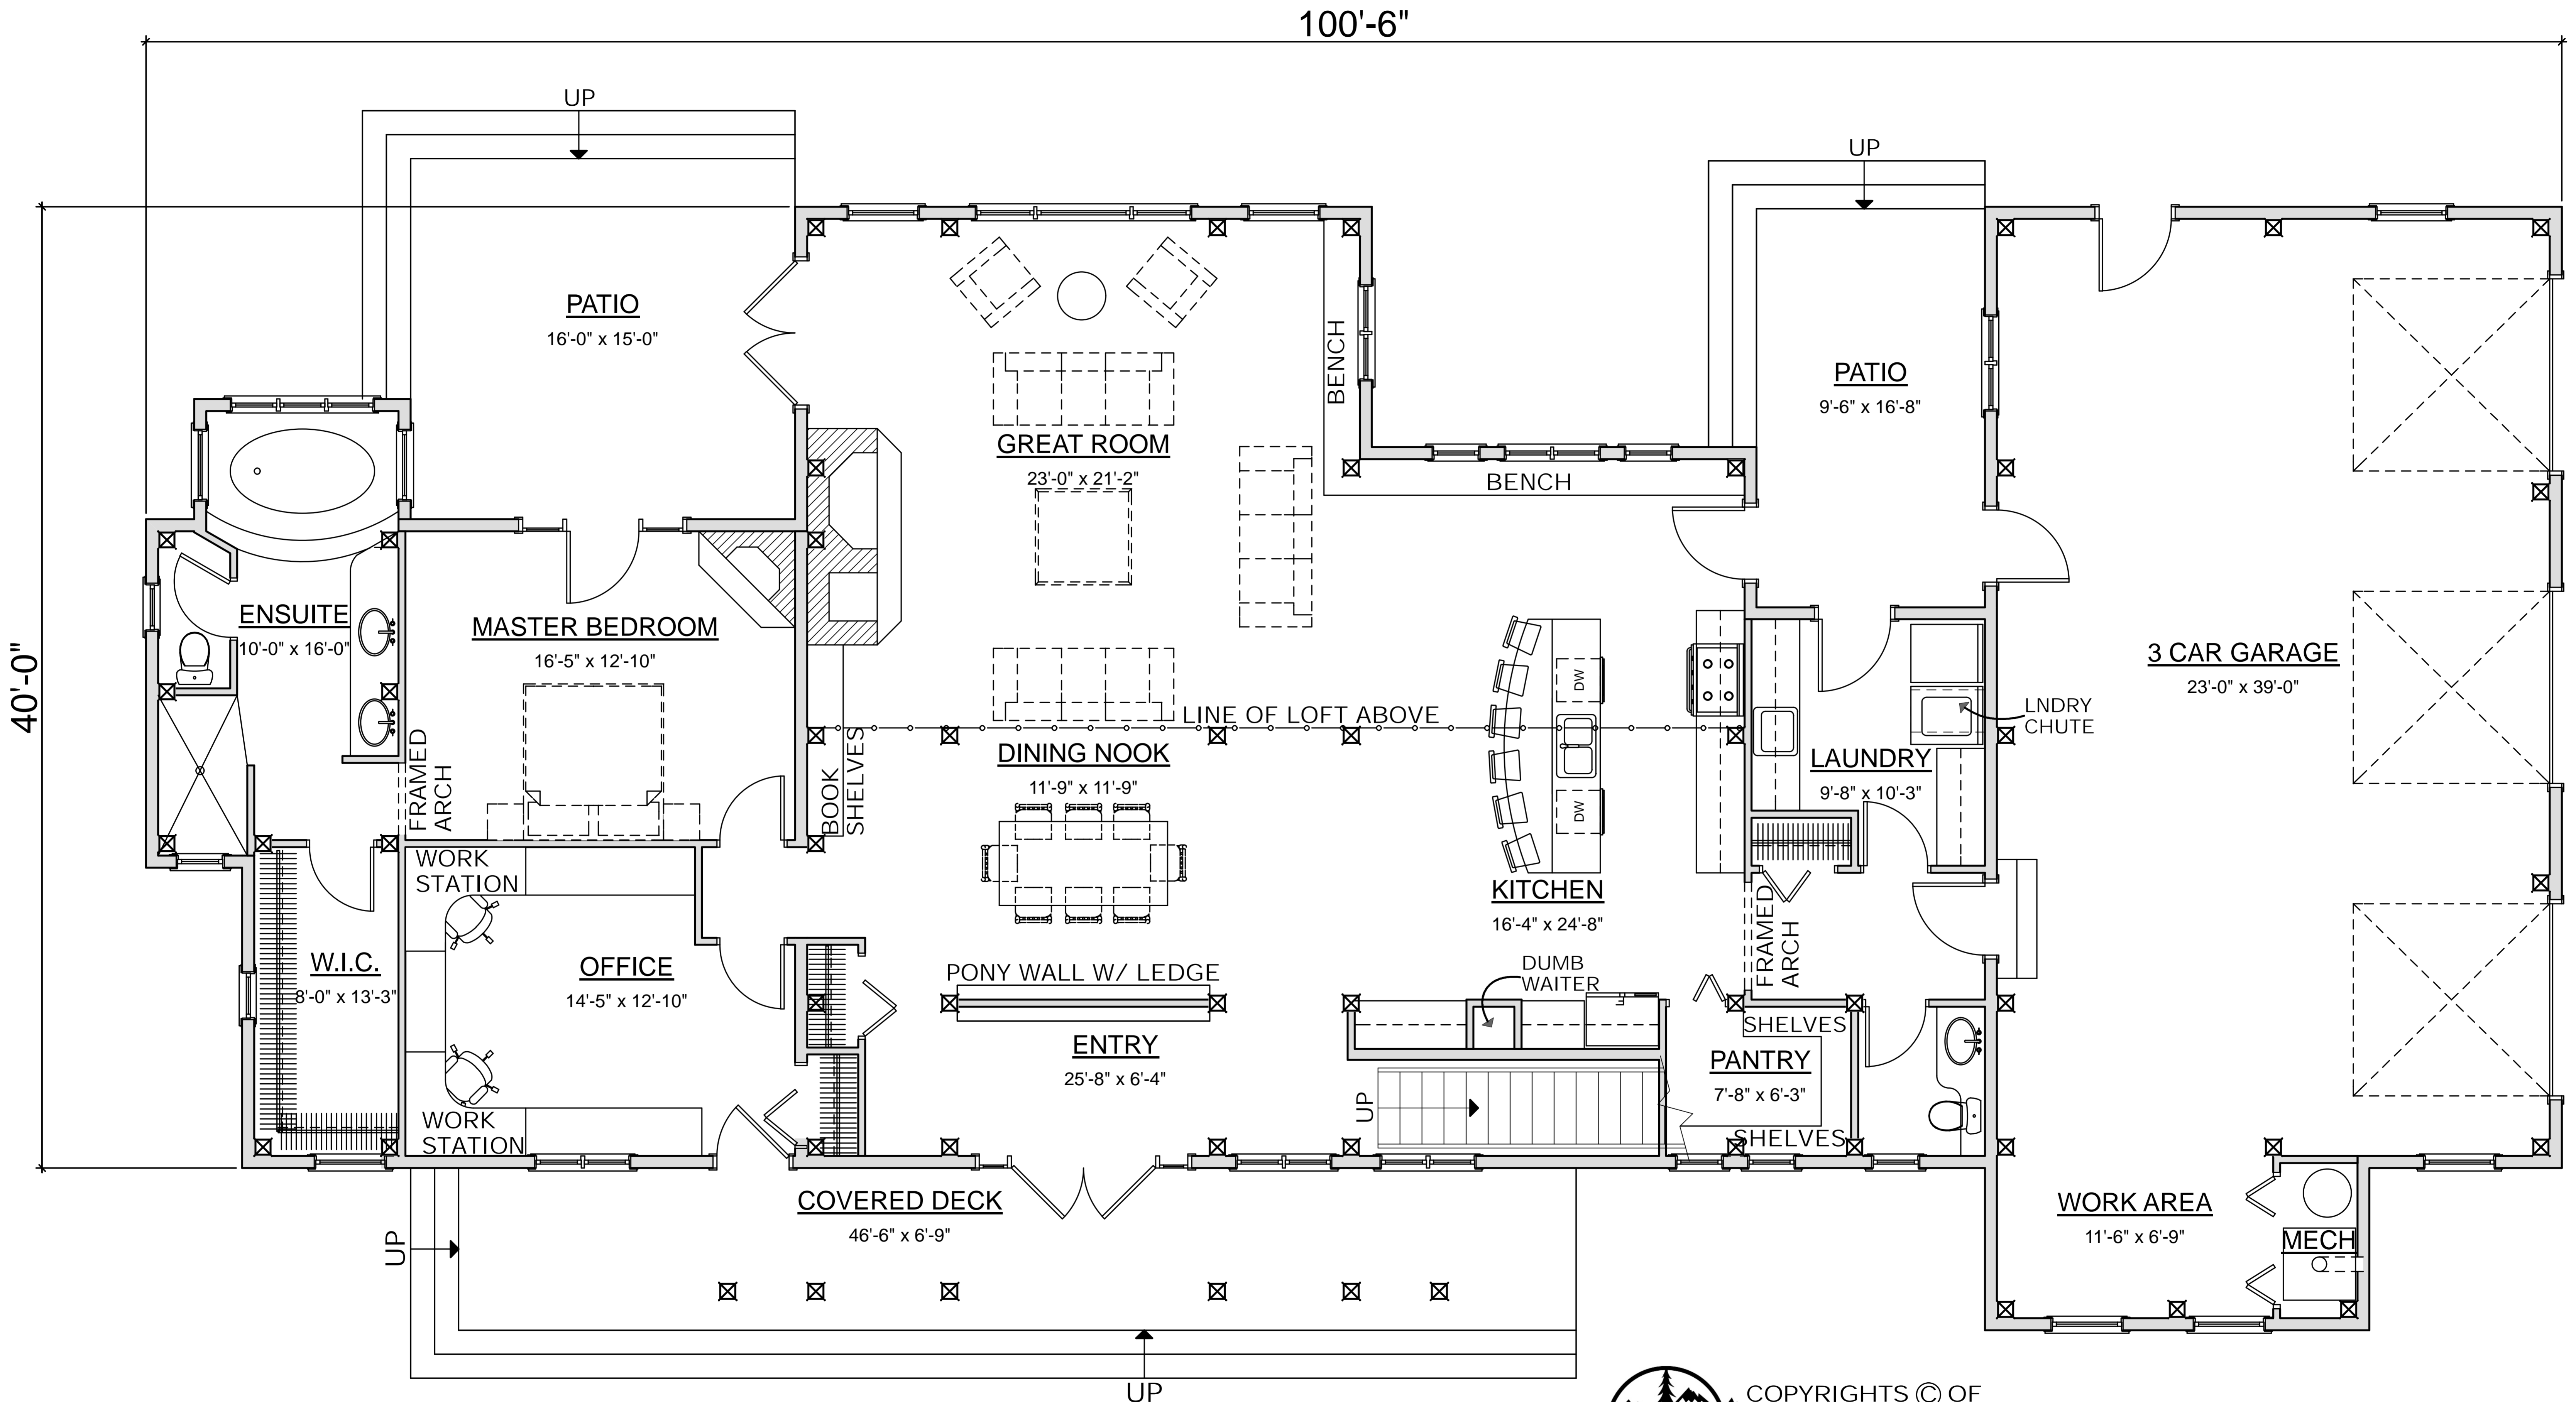 100'-6"
UP
UP
PATIO
16'-0" x 15'-0"
BENCH
PATIO
9'-6" x 16'-8"
GREAT ROOM
23'-0" x 21'-2"
BENCH
40'-0"
ENSUITE
10'-0" x 16'-0"
MASTER BEDROOM
16'-5" x 12'-10"
3 CAR GARAGE
23'-0" x 39'-0"
DW
LINE OF LOFT ABOVE
LNDRY
CHUTE
FRAMED
ARCH
BOOK
SHELVES
DINING NOOK
11'-9" x 11'-9"
DW
LAUNDRY
9'-8" x 10'-3"
WORK
STATION
KITCHEN
16'-4" x 24'-8"
FRAMED
ARCH
W.I.C.
8'-0" x 13'-3"
OFFICE
14'-5" x 12'-10"
PONY WALL W/ LEDGE
DUMB
WAITER
F
SHELVES
ENTRY
25'-8" x 6'-4"
PANTRY
7'-8" x 6'-3"
UP
WORK
STATION
SHELVES
COVERED DECK
46'-6" x 6'-9"
WORK AREA
11'-6" x 6'-9"
MECH
UP
UP
COPYRIGHTS © OF